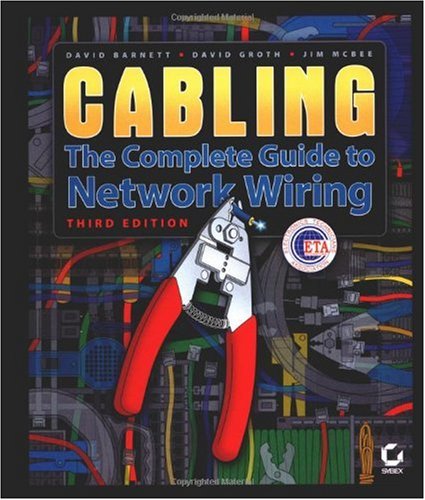 DAVID BARNETT • DAVID GROTH • JIM MCBEE
CABLING
The Complete Guide to
Network Wiring
THIRD EDITION
ETA
SYBEX